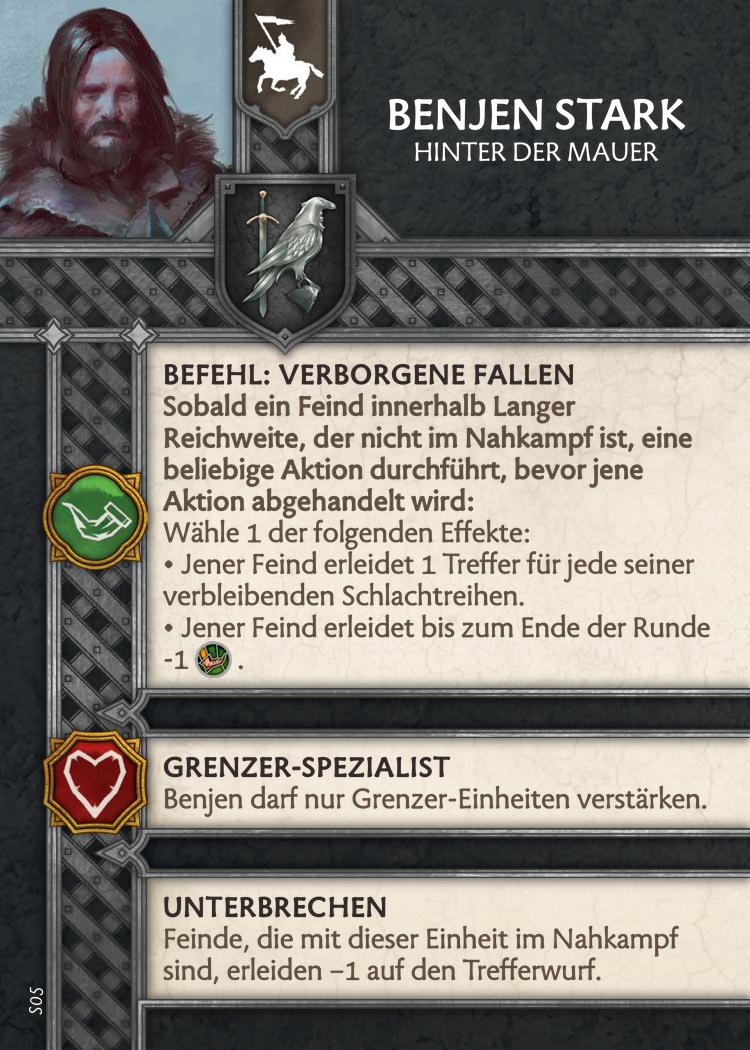 BENJEN STARK
HINTER DER MAUER
BEFEHL: VERBORGENE FALLEN
Sobald ein Feind innerhalb Langer
Reichweite, der nicht im Nahkampf ist, eine
beliebige Aktion durchführt, bevor jene
Aktion abgehandelt wird:
Wähle 1 der folgenden Effekte:
• Jener Feind erleidet 1 Treffer für jede seiner
verbleibenden Schlachtreihen.
• Jener Feind erleidet bis zum Ende der Runde
-1 .
GRENZER-SPEZIALIST
Benjen darf nur Grenzer-Einheiten verstärken.
UNTERBRECHEN
Feinde, die mit dieser Einheit im Nahkampf
sind, erleiden –1 auf den Trefferwurf.
S05